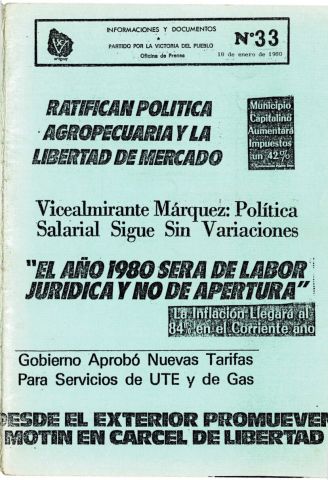 INFORMACIONES Y DOCUMENTOS
PARTIDO POR LA VICTORIA DEL PUEBLO
Oficina de Prensa
Nº33
10 de enero de 1980
RATIFICAN POLITICA
AGROPECUARIA Y LA
LIBERTAD DE MERCADO
Municipio
Capitalino
Aumentará
Impuestos
un 42%
Vicealmirante Márquez: Política
Salarial Sigue Sin Variaciones
"EL AÑO 1980 SERA DE LABOR
JURIDICA Y NO DE APERTURA"
La Inflación Llegará al
84% en el Corriente año
Gobierno Aprobó Nuevas Tarifas
Para Servicios de UTE y de Gas
DESDE EL EXTERIOR PROMUEVEN
MOTIN EN CARCEL DE LIBERTAD